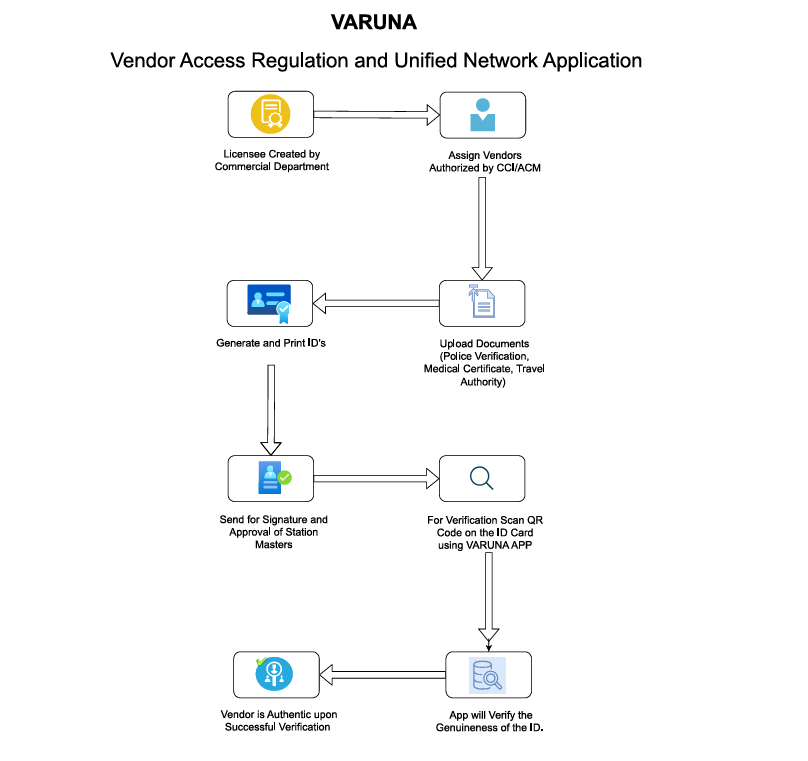 VARUNA
Vendor Access Regulation and Unified Network Application
Licensee Created by
Commercial Department
Assign Vendors
Authorized by CCI/ACM
Generate and Print ID's
Upload Documents
(Police Verification,
Medical Certificate, Travel
Authority)
Send for Signature and
Approval of Station
Masters
For Verification Scan QR
Code on the ID Card
using VARUNA APP
Vendor is Authentic upon
Successful Verification
App will Verify the
Genuineness of the ID.